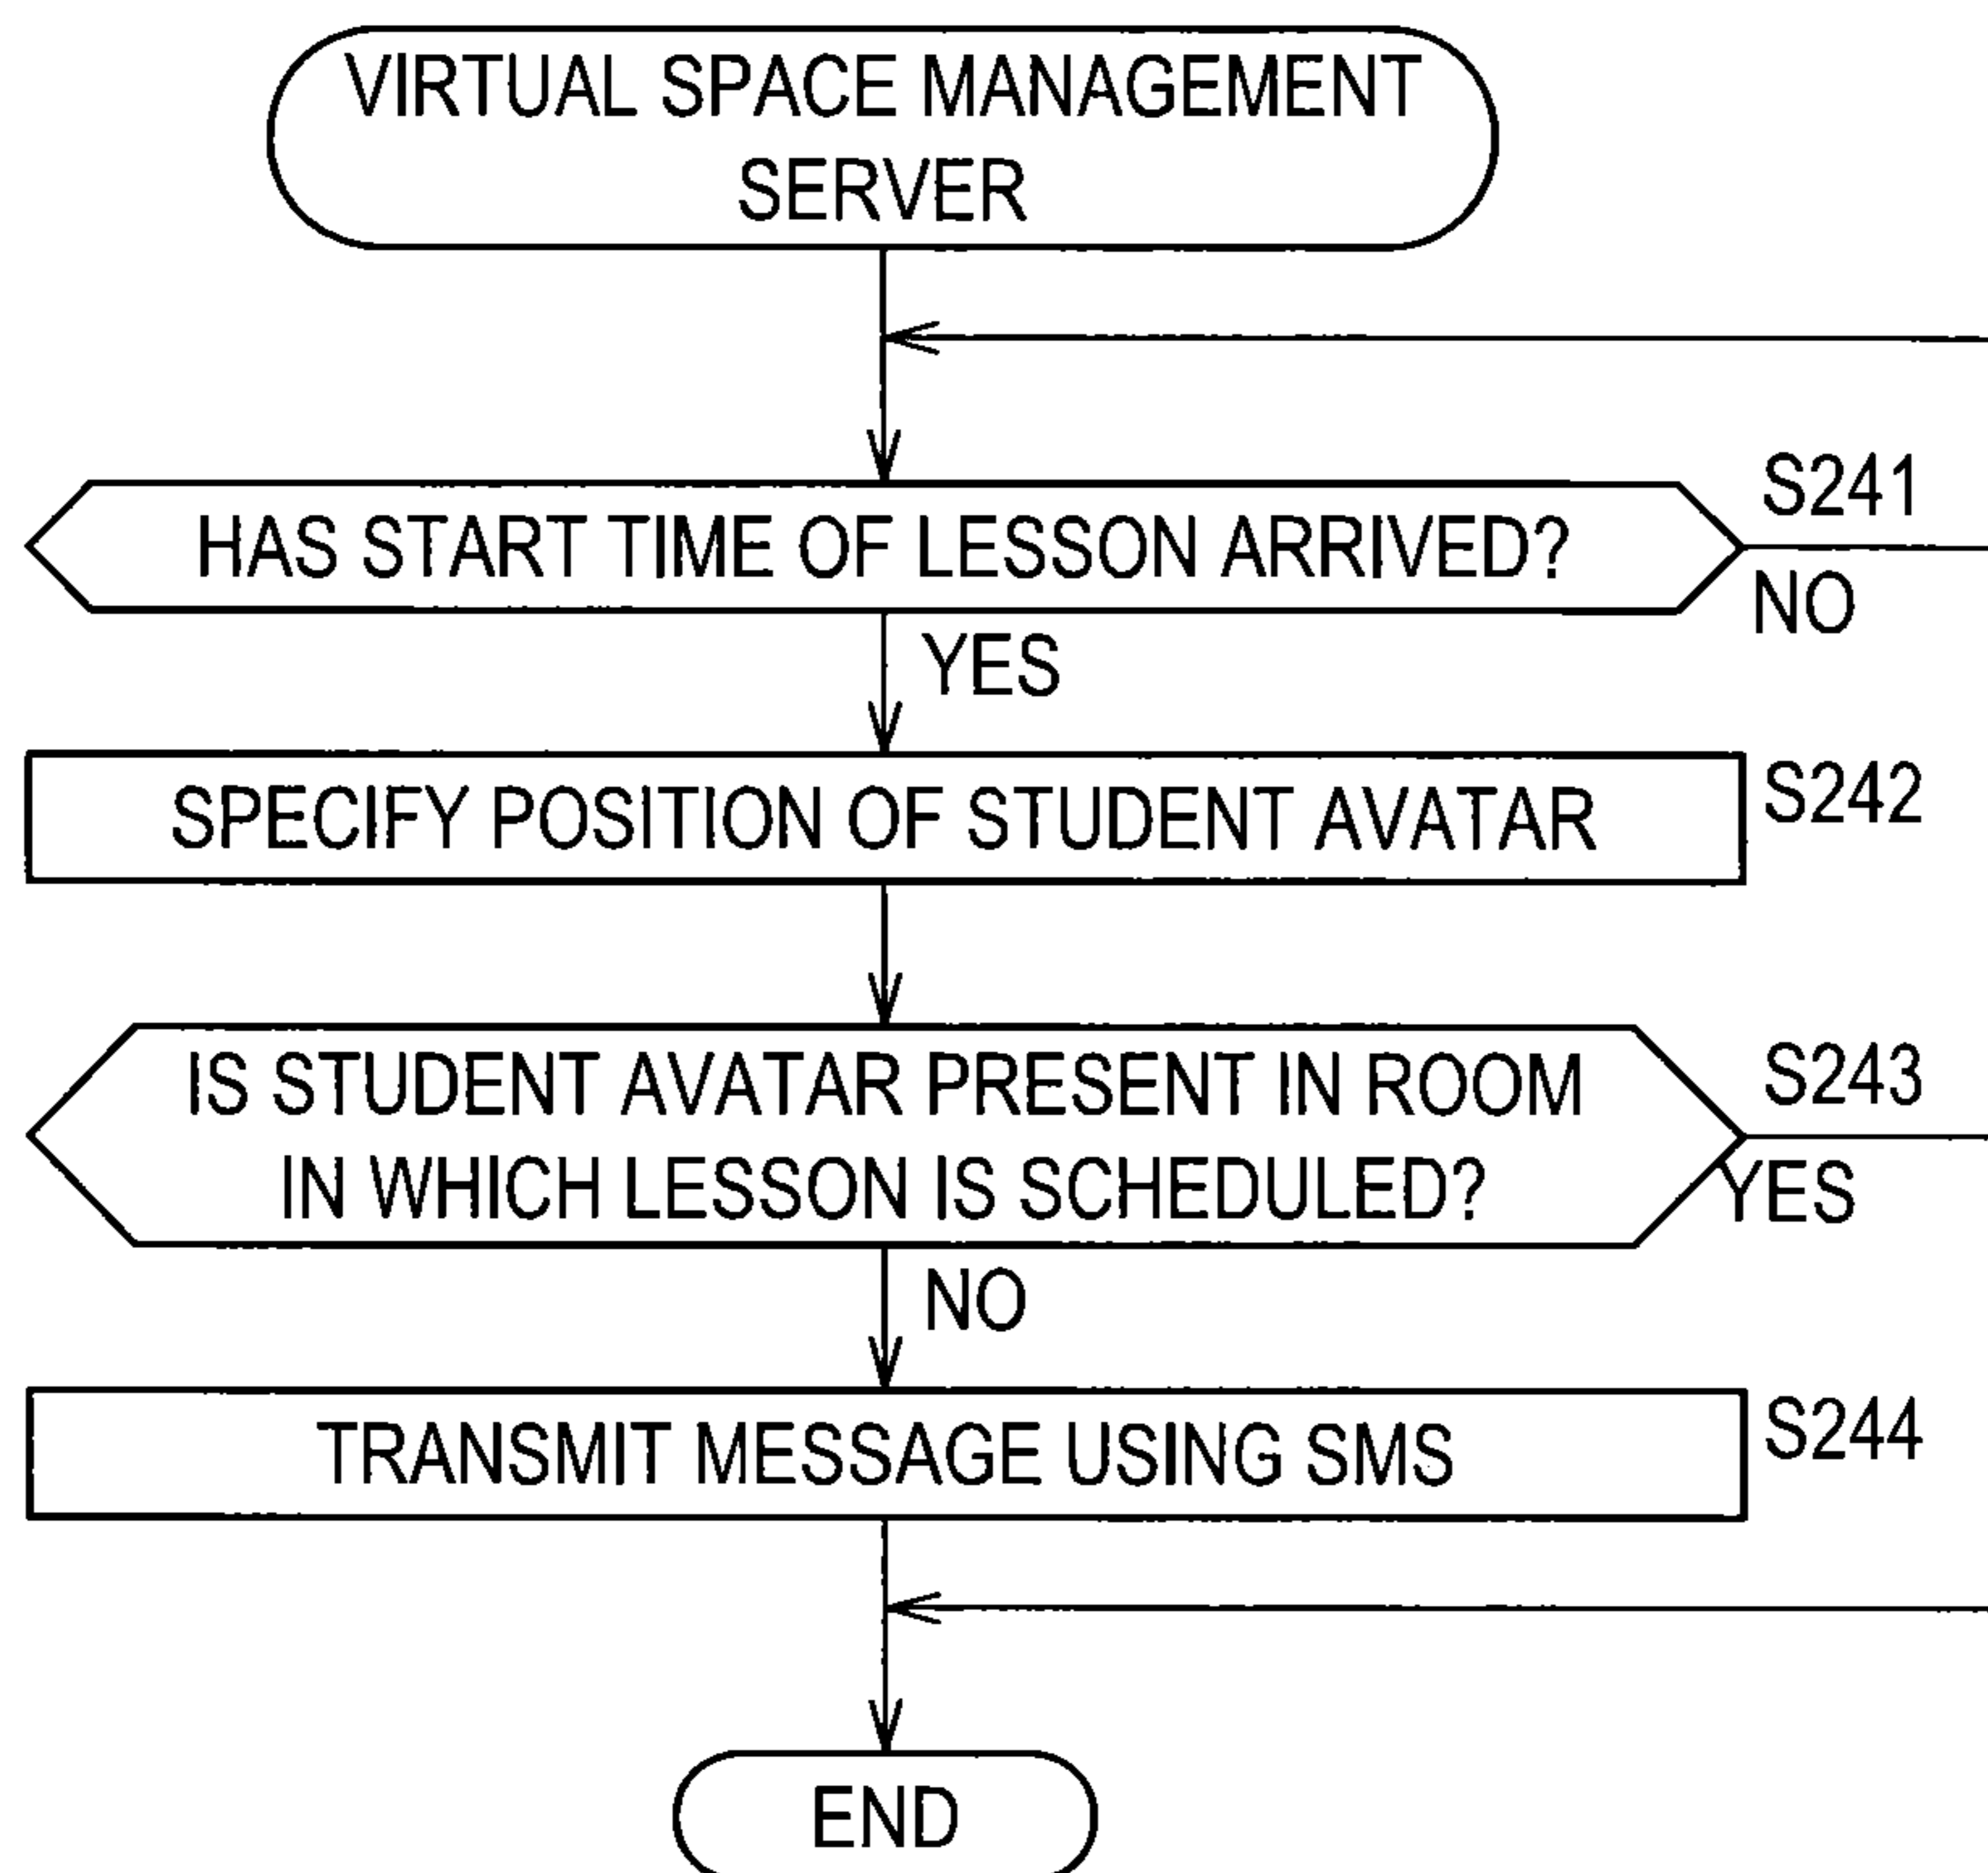 VIRTUAL SPACE MANAGEMENT
SERVER
HAS START TIME OF LESSON ARRIVED?
S241
NO
YES
SPECIFY POSITION OF STUDENT AVATAR
S242
IS STUDENT AVATAR PRESENT IN ROOM
IN WHICH LESSON IS SCHEDULED?
S243
YES
NO
TRANSMIT MESSAGE USING SMS
S244
END